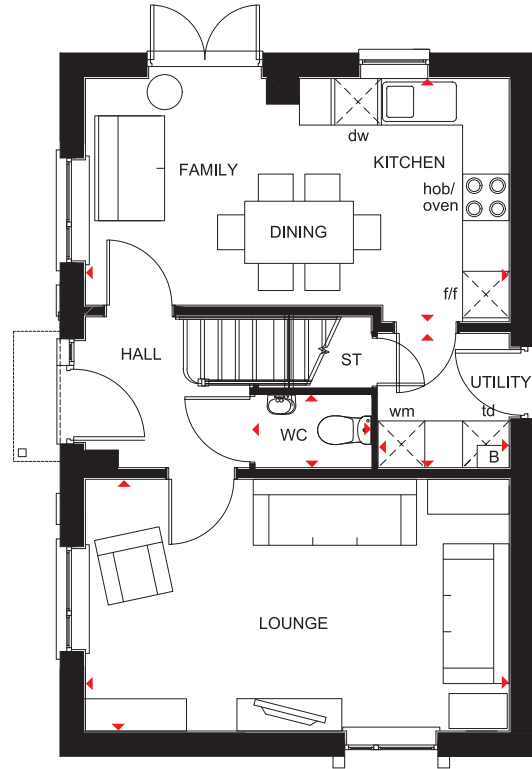 dw
FAMILY
KITCHEN
hob/
oven
DINING
f/f
HALL
ST
UTILITY
wm
td
WC
B
LOUNGE